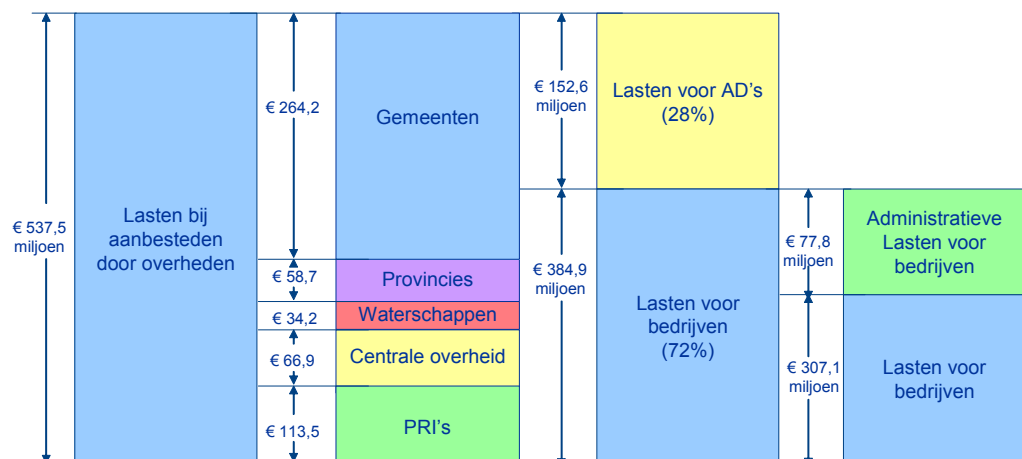 € 537,5
miljoen
Lasten bij
aanbesteden
door overheden
€ 264,2
€ 58,7
€ 34,2
€ 66,9
€ 113,5
Gemeenten
Provincies
Waterschappen
Centrale overheid
PRI's
€ 152,6
miljoen
€ 384,9
miljoen
Lasten voor AD's
(28%)
Lasten voor
bedrijven
(72%)
€ 77,8
miljoen
€ 307,1
miljoen
Administratieve
Lasten voor
bedrijven
Lasten voor
bedrijven